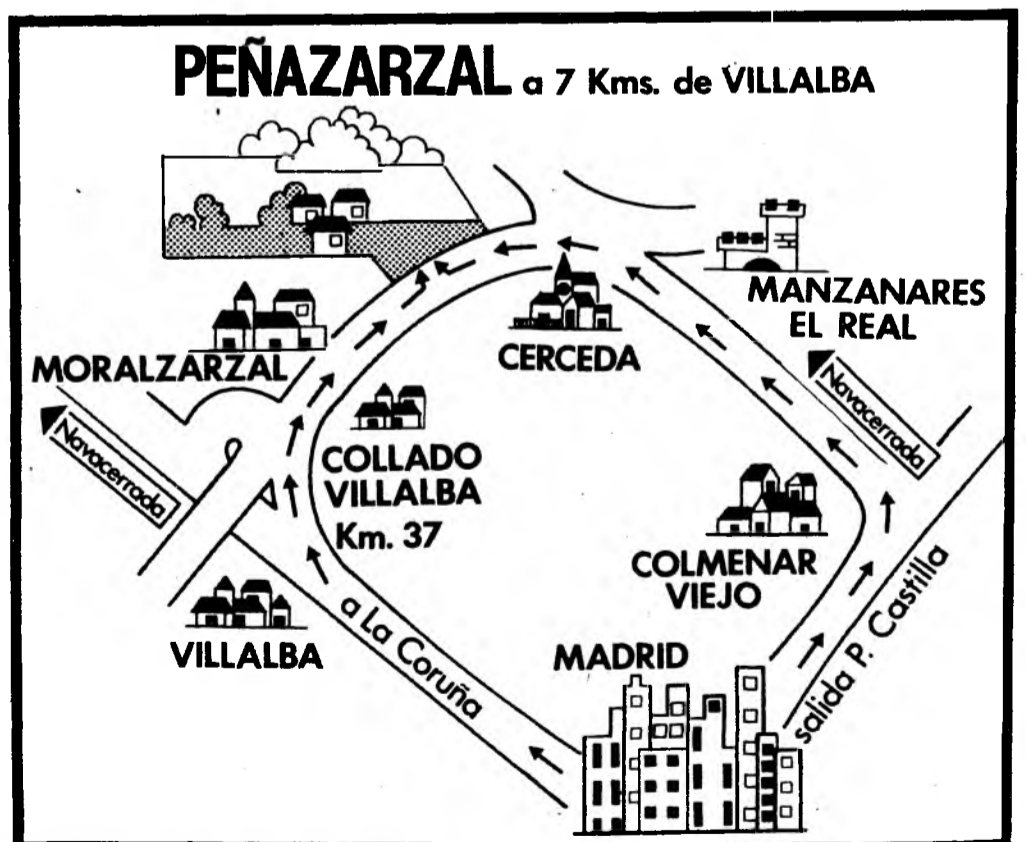 PEÑAZARZAL a 7 Kms. de VILLALBA
MANZANARES
EL REAL
CERCEDA
MORALZARZAL
Navacerrada
Navacerrada
COLLADO
VILLALBA
Km. 37
COLMENAR
VIEJO
VILLALBA
a La Coruña
MADRID
salida P. Castilla